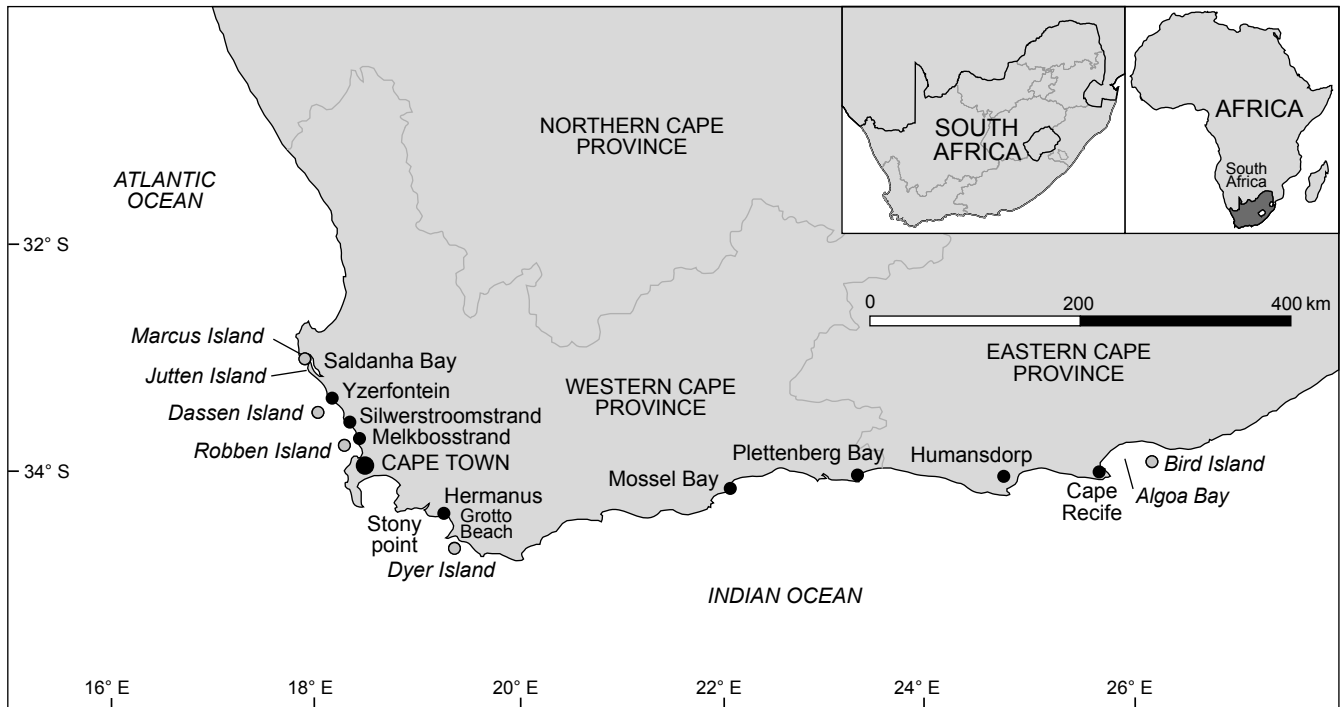 NORTHERN CAPE
PROVINCE
SOUTH
AFRICA
AFRICA
South
Africa
ATLANTIC
OCEAN
32° S
0
200
400 km
Marcus Island
Saldanha Bay
Jutten Island
EASTERN CAPE
PROVINCE
WESTERN CAPE
PROVINCE
Yzerfontein
Dassen Island
Silwerstroomstrand
Melkbosstrand
Robben Island
CAPE TOWN
34° S
Mossel Bay
Plettenberg Bay
Humansdorp
Bird Island
Algoa Bay
Cape
Recife
Hermanus
Grotto
Beach
Stony
point
Dyer Island
INDIAN OCEAN
16° E
18° E
20° E
22° E
24° E
26° E